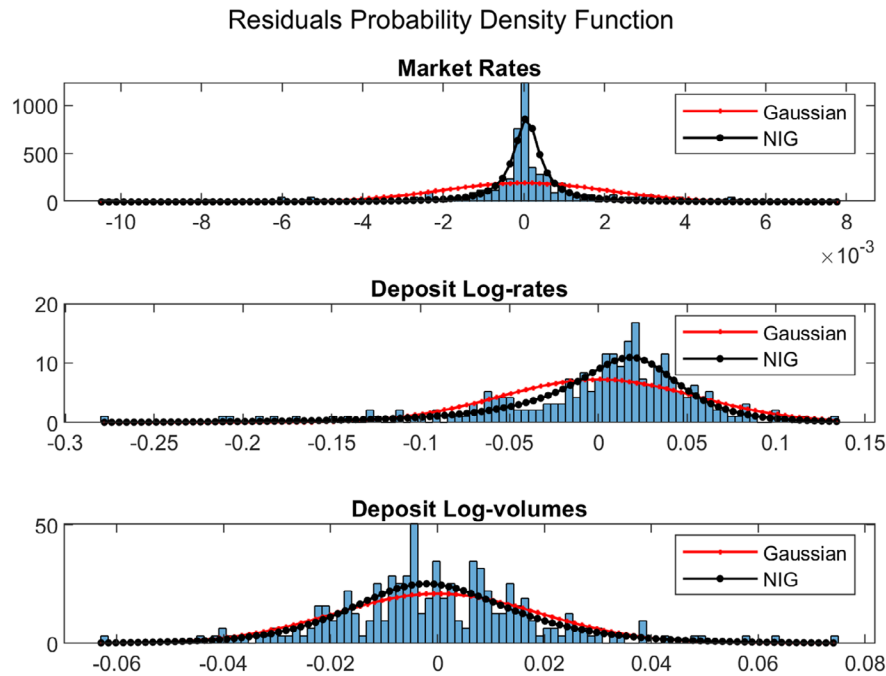 Residuals Probability Density Function
Market Rates
1000
500
0
Gaussian
NIG
-10 -8 -6 -4 -2 0 2 4 6 8
×10-3
Deposit Log-rates
20
10
0
Gaussian
NIG
-0.3 -0.25 -0.2 -0.15 -0.1 -0.05 0 0.05 0.1 0.15
Deposit Log-volumes
50
0
Gaussian
NIG
-0.06 -0.04 -0.02 0 0.02 0.04 0.06 0.08